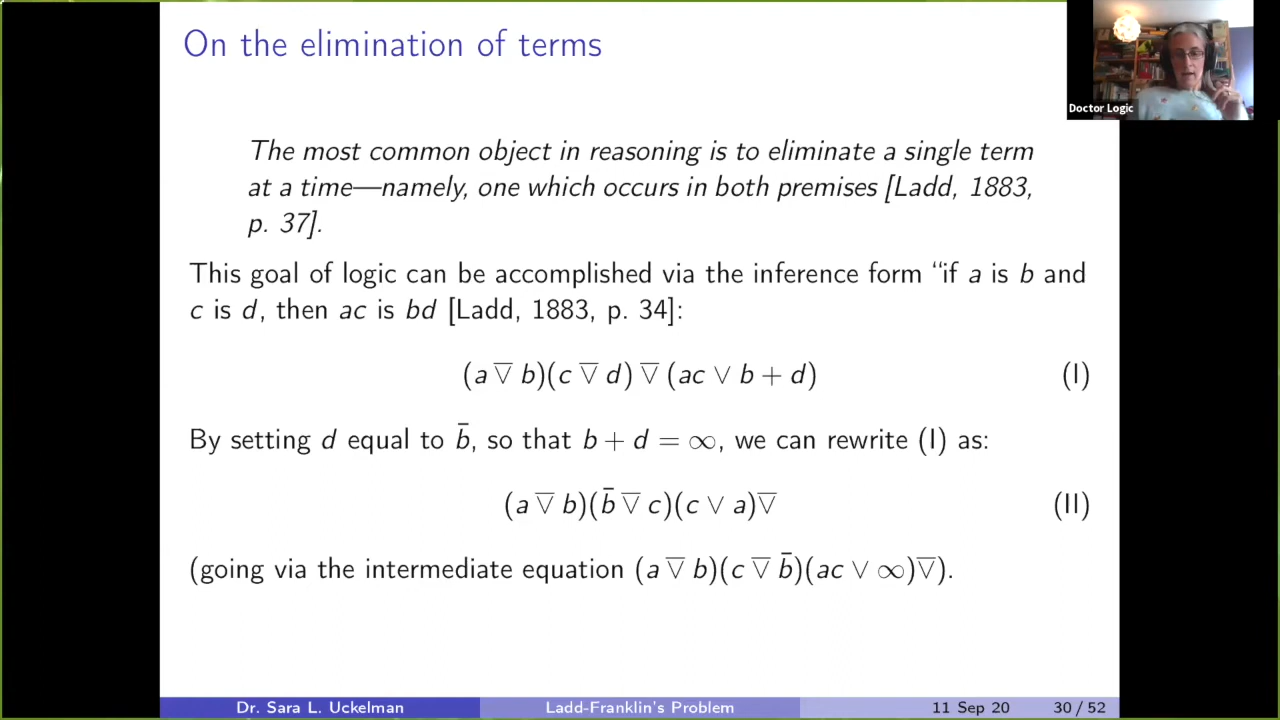 On the elimination of terms
Doctor Logic
The most common object in reasoning is to eliminate a single term
at a time—namely, one which occurs in both premises [Ladd, 1883,
p. 37].
This goal of logic can be accomplished via the inference form “if a is b and
c is d, then ac is bd [Ladd, 1883, p. 34]:
(a ∨̅ b)(c ∨̅ d) ∨̅ (ac ∨ b + d) (I)
By setting d equal to b̄, so that b + d = ∞, we can rewrite (I) as:
(a ∨̅ b)(b̄ ∨̅ c)(c ∨ a)∨̅ (II)
(going via the intermediate equation (a ∨̅ b)(c ∨̅ b̄)(ac ∨ ∞)∨̅).
Dr. Sara L. Uckelman Ladd-Franklin's Problem 11 Sep 20 30 / 52